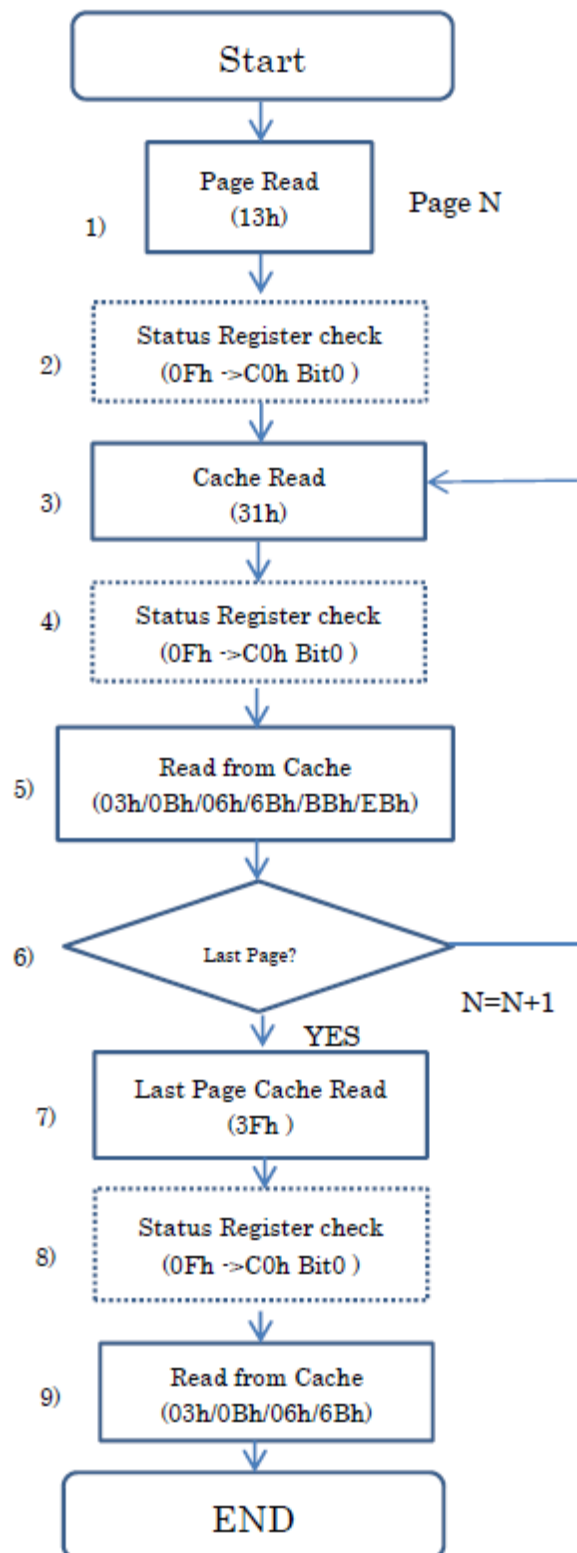 Start
Page Read
(13h)
Page N
1)
Status Register check
(0Fh ->C0h Bit0 )
2)
Cache Read
(31h)
3)
Status Register check
(0Fh ->C0h Bit0 )
4)
Read from Cache
(03h/0Bh/06h/6Bh/BBh/EBh)
5)
Last Page?
6)
N=N+1
YES
Last Page Cache Read
(3Fh )
7)
Status Register check
(0Fh ->C0h Bit0 )
8)
Read from Cache
(03h/0Bh/06h/6Bh)
9)
END